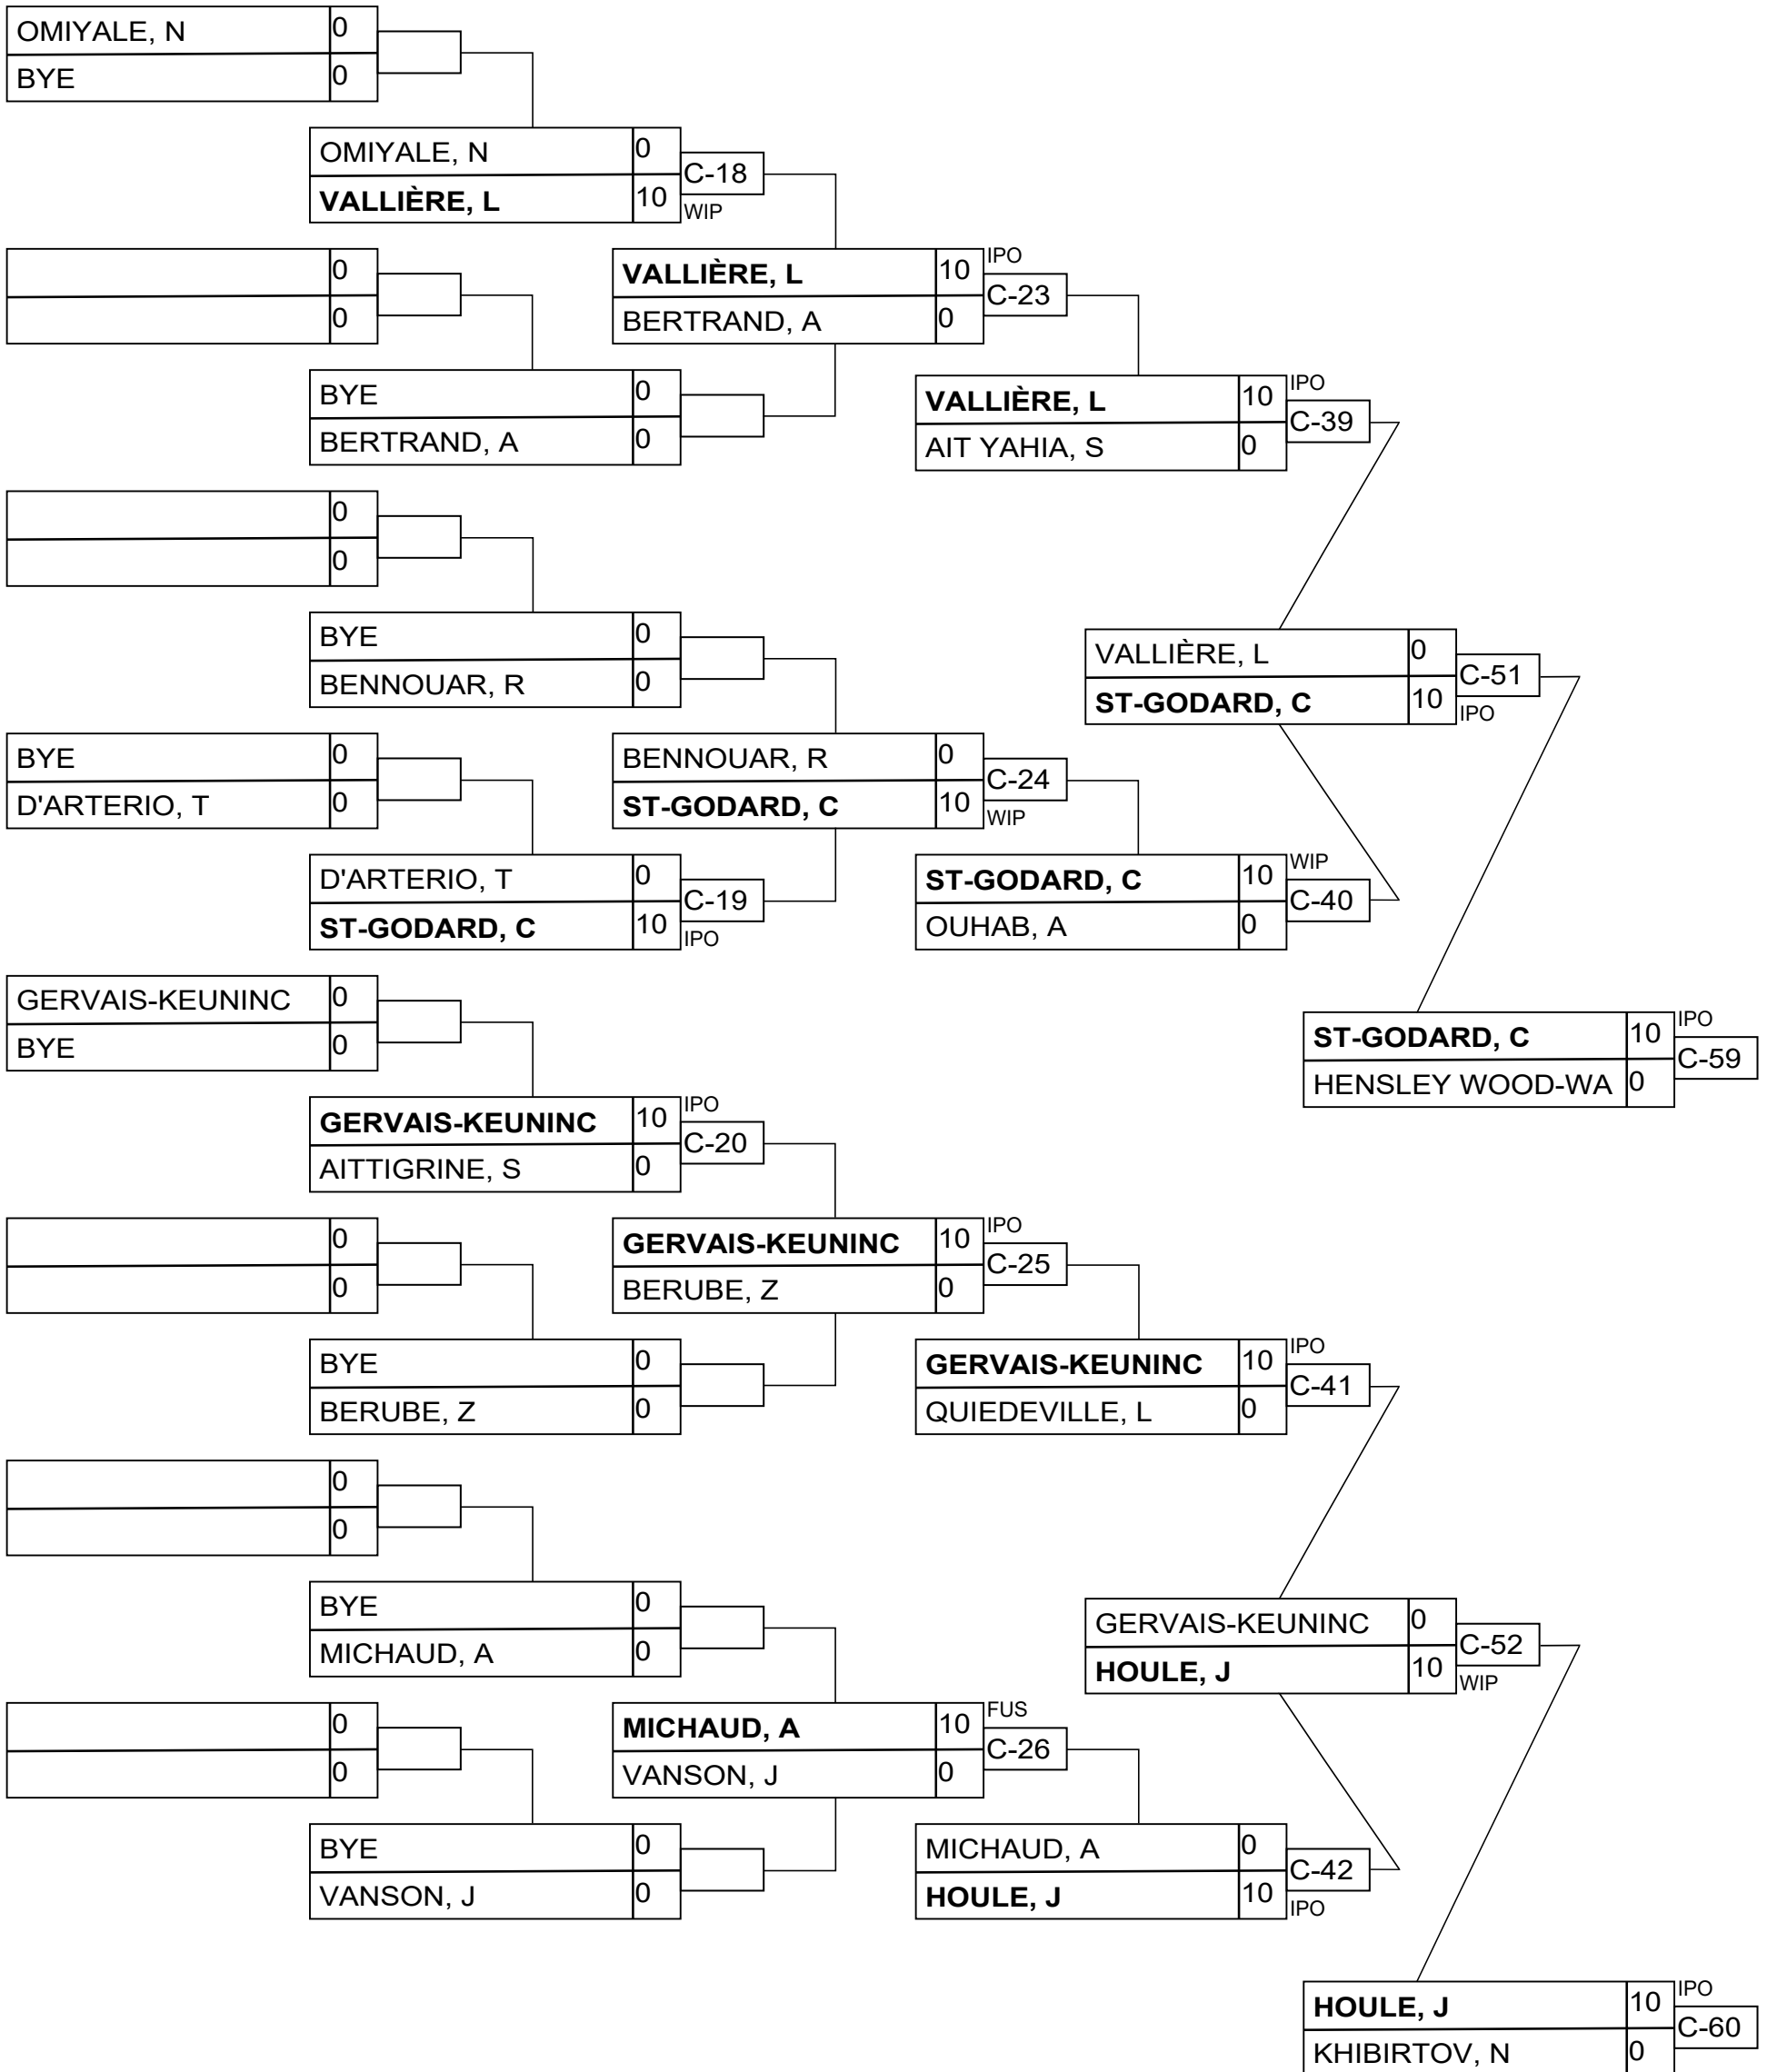 OMIYALE, N 0
BYE 0
OMIYALE, N 0
C-18
VALLIÈRE, L 10
WIP
0
0
VALLIÈRE, L 10 IPO
C-23
BERTRAND, A 0
BYE 0
BERTRAND, A 0
VALLIÈRE, L 10 IPO
C-39
AIT YAHIA, S 0
0
0
BYE 0
BENNOUAR, R 0
VALLIÈRE, L 0
C-51
ST-GODARD, C 10
IPO
BYE 0
D'ARTERIO, T 0
BENNOUAR, R 0
C-24
ST-GODARD, C 10
WIP
D'ARTERIO, T 0
C-19
ST-GODARD, C 10
IPO
ST-GODARD, C 10 WIP
C-40
OUHAB, A 0
GERVAIS-KEUNINC 0
BYE 0
ST-GODARD, C 10 IPO
C-59
HENSLEY WOOD-WA 0
GERVAIS-KEUNINC 10 IPO
C-20
AITTIGRINE, S 0
0
0
GERVAIS-KEUNINC 10 IPO
C-25
BERUBE, Z 0
BYE 0
BERUBE, Z 0
GERVAIS-KEUNINC 10 IPO
C-41
QUIEDEVILLE, L 0
0
0
BYE 0
MICHAUD, A 0
GERVAIS-KEUNINC 0
C-52
HOULE, J 10
WIP
0
0
MICHAUD, A 10 FUS
C-26
VANSON, J 0
BYE 0
VANSON, J 0
MICHAUD, A 0
C-42
HOULE, J 10
IPO
HOULE, J 10 IPO
C-60
KHIBIRTOV, N 0